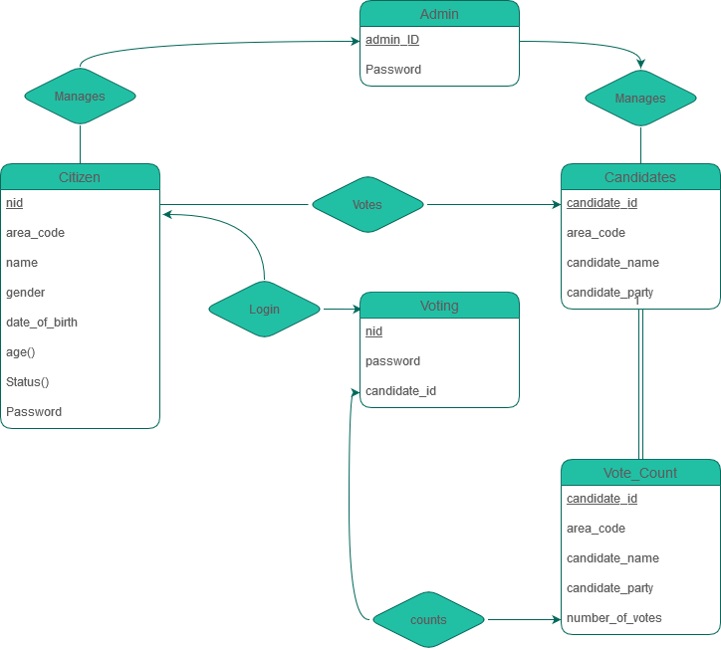 Admin
admin_ID
Password
Manages
Manages
Citizen
nid
area_code
name
gender
date_of_birth
age()
Status()
Password
Votes
Candidates
candidate_id
area_code
candidate_name
candidate_party
1
Login
Voting
nid
password
candidate_id
Vote_Count
candidate_id
area_code
candidate_name
candidate_party
number_of_votes
counts